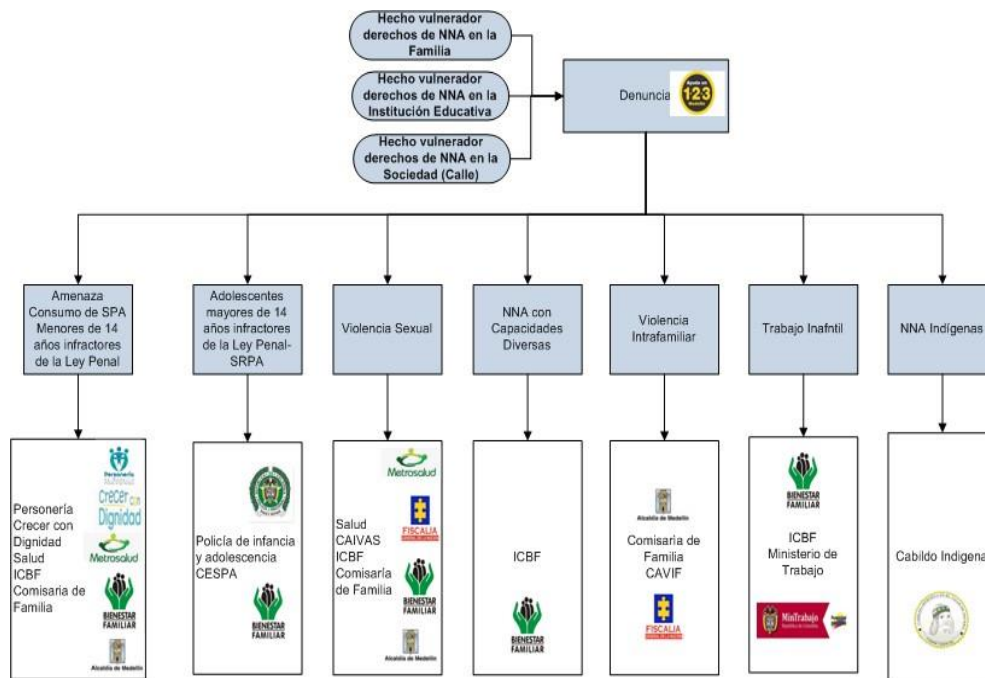 Hecho vulnerador
derechos de NNA en la
Familia
Hecho vulnerador
derechos de NNA en la
Institución Educativa
Hecho vulnerador
derechos de NNA en la
Sociedad (Calle)
Denuncia
123
Amenaza
Consumo de SPA
Menores de 14
años infractores
de la Ley Penal
Adolescentes
mayores de 14
años infractores
de la Ley Penal-
SRPA
Violencia Sexual
NNA con
Capacidades
Diversas
Violencia
Intrafamiliar
Trabajo Inafntil
NNA Indígenas
Personería
Crecer con
Dignidad
Metrosalud
BIENESTAR
FAMILIAR
Alcaldía de Medellín
Personería
Crecer con
Dignidad
Salud
ICBF
Comisaria de
Familia
Policía de infancia
y adolescencia
CESPA
BIENESTAR
FAMILIAR
Metrosalud
FISCALIA
BIENESTAR
FAMILIAR
Alcaldía de Medellín
Salud
CAIVAS
ICBF
Comisaría de
Familia
ICBF
BIENESTAR
FAMILIAR
Alcaldía de Medellín
Comisaría de
Familia
CAVIF
FISCALIA
BIENESTAR
FAMILIAR
ICBF
Ministerio de
Trabajo
MinTrabajo
Cabildo Indigena